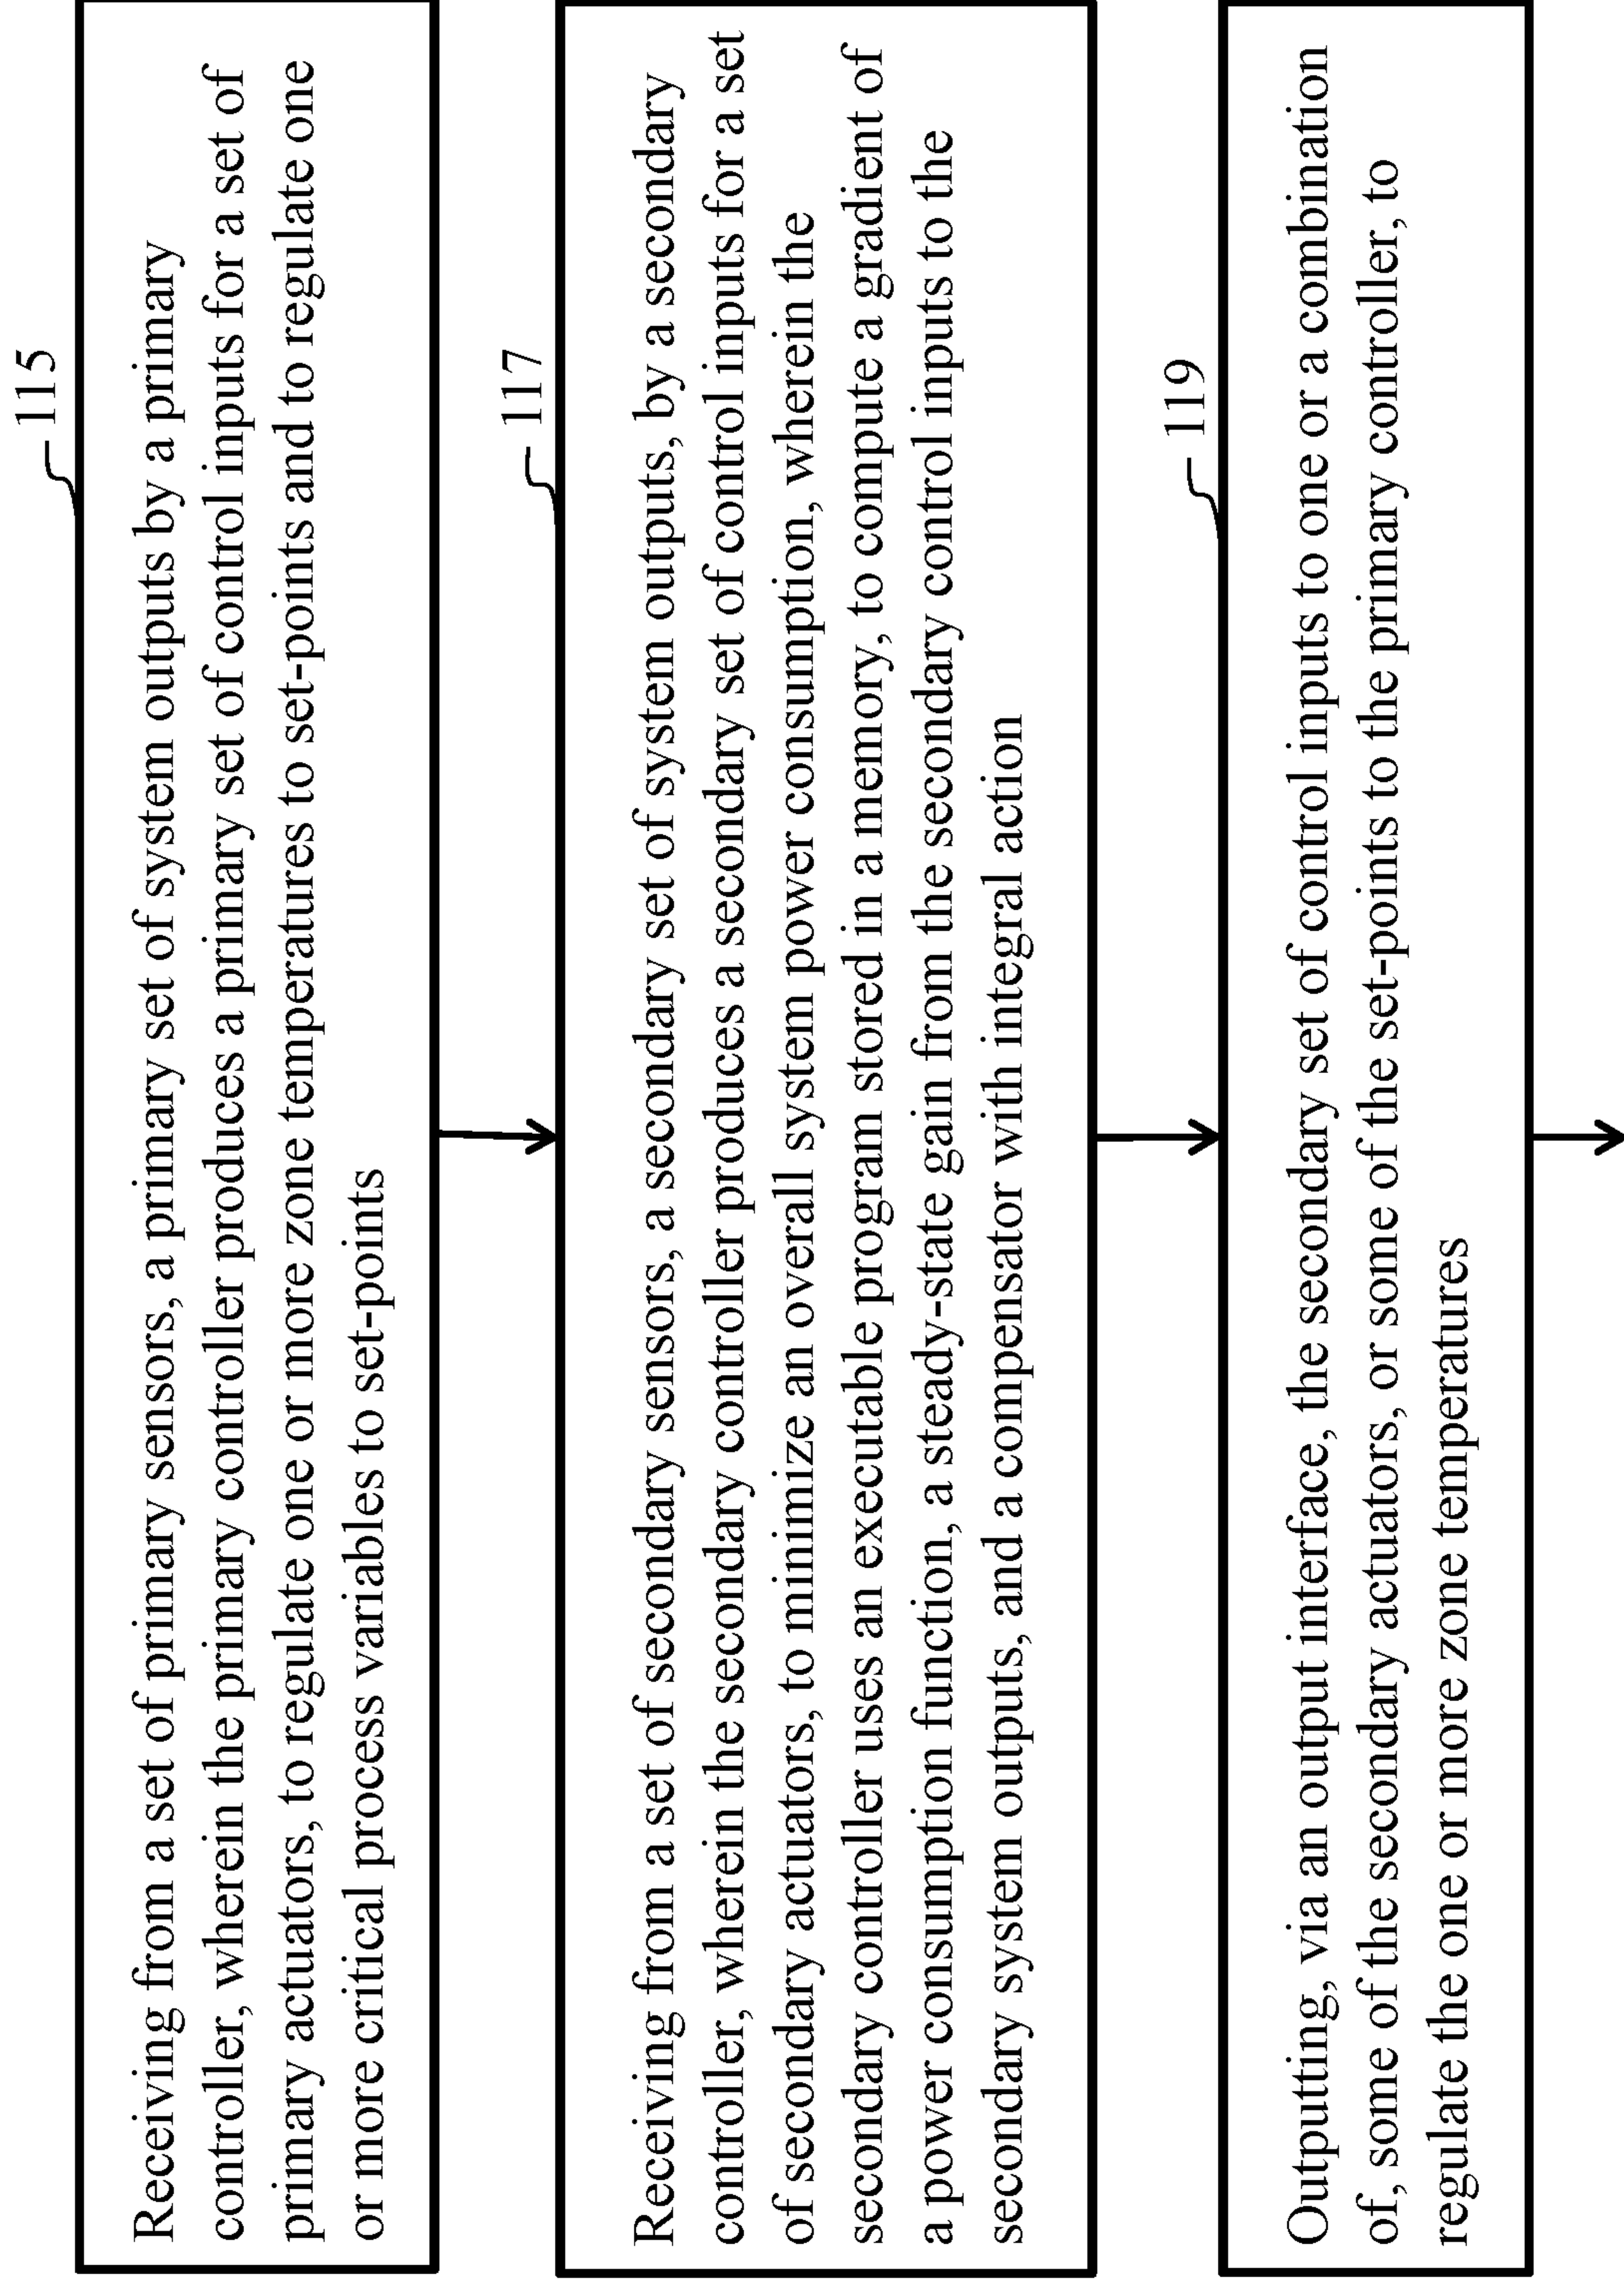 115
Receiving from a set of primary sensors, a primary set of system outputs by a primary
controller, wherein the primary controller produces a primary set of control inputs for a set of
primary actuators, to regulate one or more zone temperatures to set-points and to regulate one
or more critical process variables to set-points
117
Receiving from a set of secondary sensors, a secondary set of system outputs, by a secondary
controller, wherein the secondary controller produces a secondary set of control inputs for a set
of secondary actuators, to minimize an overall system power consumption, wherein the
secondary controller uses an executable program stored in a memory, to compute a gradient of
a power consumption function, a steady-state gain from the secondary control inputs to the
secondary system outputs, and a compensator with integral action
119
Outputting, via an output interface, the secondary set of control inputs to one or a combination
of, some of the secondary actuators, or some of the set-points to the primary controller, to
regulate the one or more zone temperatures